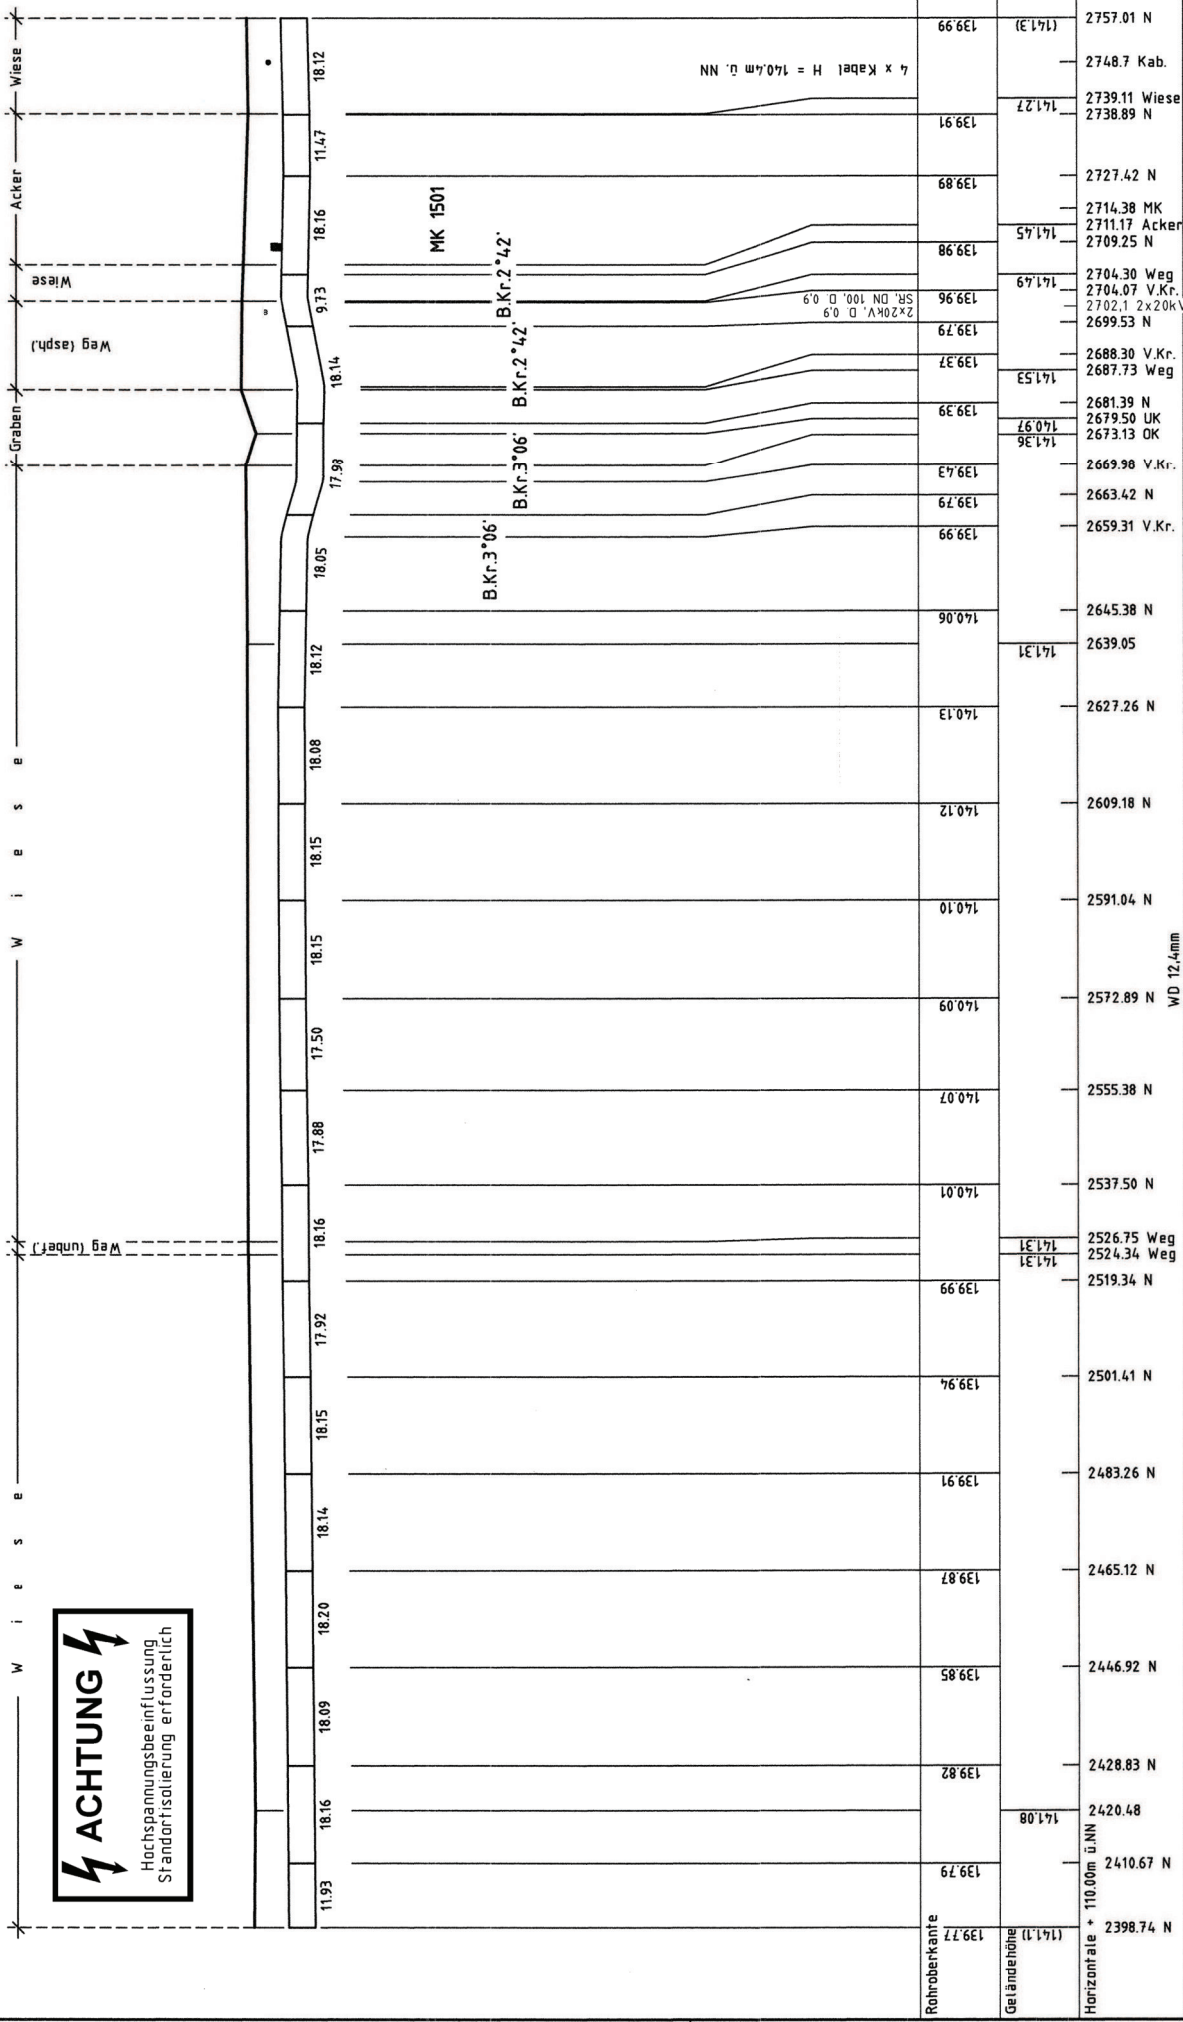 Wiese
Acker
Wiese
Weg (asph.)
Graben
W i e s e
Weg (unbef.)
W i e s e
ACHTUNG
Hochspannungsbeeinflussung
Standortisolierung erforderlich
18.12
11.47
18.16
9.73
18.14
17.98
18.05
18.12
18.08
18.15
18.15
17.50
17.88
18.16
17.92
18.15
18.14
18.20
18.09
18.16
11.93
MK 1501
B.Kr.2°42'
B.Kr.2°42'
B.Kr.3°06'
B.Kr.3°06'
4 x Kabel H = 140.4m ü. NN
2x20kV, D. 0,9
SR, DN 100, D. 0,9
Rohroberkante
139.99
139.91
139.89
139.98
139.96
139.79
139.37
139.39
139.43
139.79
139.99
140.06
140.13
140.12
140.10
140.09
140.07
140.01
139.99
139.94
139.91
139.87
139.85
139.82
139.79
139.77
Geländehöhe
(141.3)
141.27
141.45
141.49
141.53
140.97
141.36
141.31
141.31
141.31
141.08
(141.1)
Horizontale + 110.00m ü.NN
2757.01 N
2748.7 Kab.
2739.11 Wiese
2738.89 N
2727.42 N
2714.38 MK
2711.17 Acker
2709.25 N
2704.30 Weg
2704.07 V.Kr.
2702,1 2x20kV
2699.53 N
2688.30 V.Kr.
2687.73 Weg
2681.39 N
2679.50 UK
2673.13 OK
2669.98 V.Kr.
2663.42 N
2659.31 V.Kr.
2645.38 N
2639.05
2627.26 N
2609.18 N
2591.04 N
2572.89 N
2555.38 N
2537.50 N
2526.75 Weg
2524.34 Weg
2519.34 N
2501.41 N
2483.26 N
2465.12 N
2446.92 N
2428.83 N
2420.48
2410.67 N
2398.74 N
WD 12,4mm